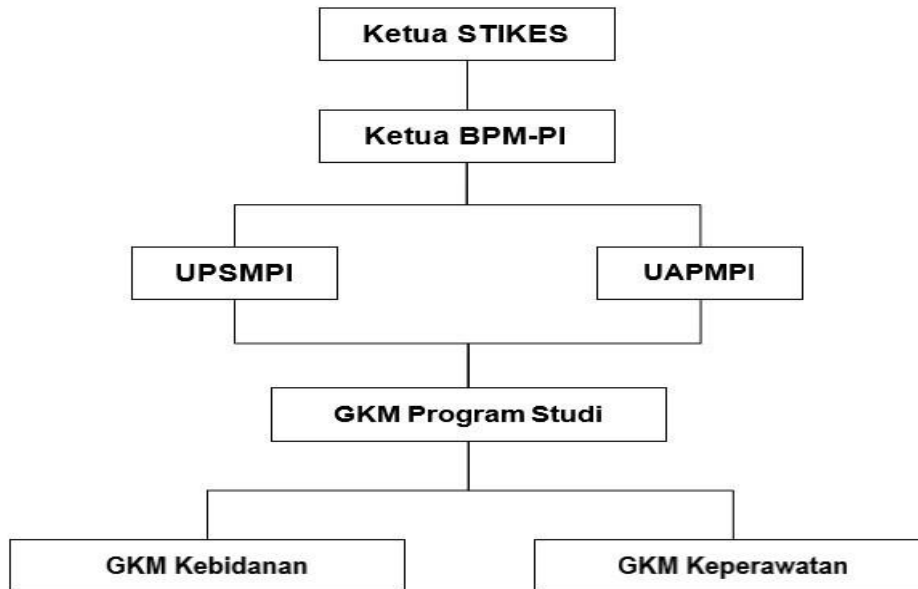 Ketua STIKES
Ketua BPM-PI
UPSMPI
UAPMPI
GKM Program Studi
GKM Kebidanan
GKM Keperawatan